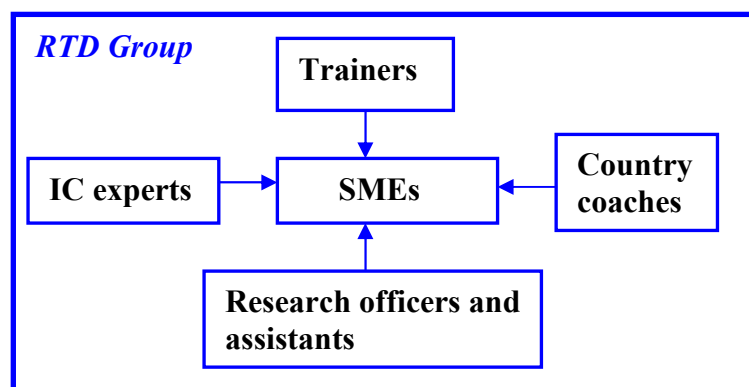 RTD Group
Trainers
IC experts
SMEs
Country
coaches
Research officers and
assistants